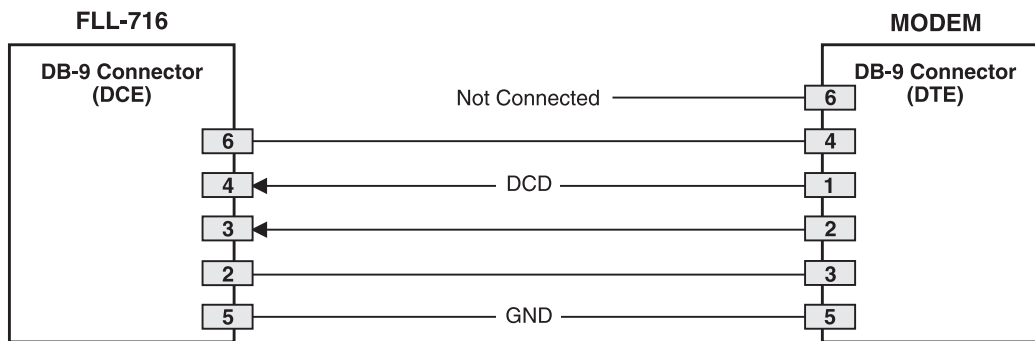 FLL-716
MODEM
DB-9 Connector
(DCE)
DB-9 Connector
(DTE)
Not Connected
6
6
4
4
DCD
1
3
2
2
3
5
GND
5